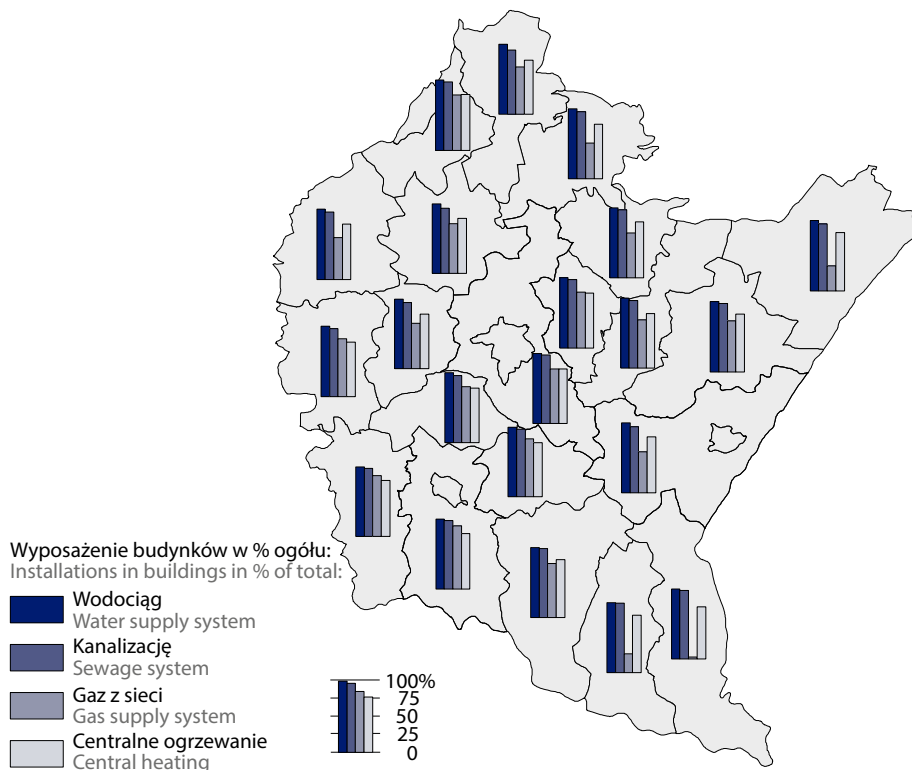 Wyposażenie budynków w % ogółu:
Installations in buildings in % of total:
Wodociąg
Water supply system
Kanalizację
Sewage system
Gaz z sieci
Gas supply system
Centralne ogrzewanie
Central heating
100%
75
50
25
0